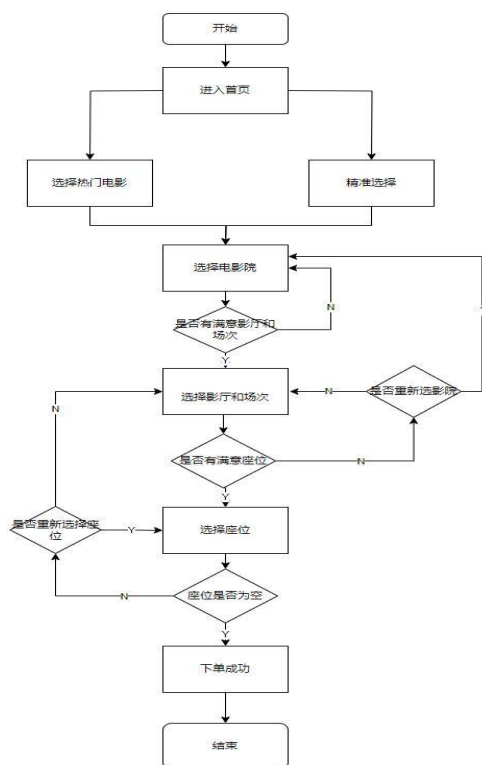 开始
进入首页
选择热门电影
精准选择
选择电影院
是否有满意影厅和
场次
N
Y
Y
选择影厅和场次
N
是否重新选影院
N
是否有满意座位
N
Y
是否重新选择座
位
Y
选择座位
N
座位是否为空
Y
下单成功
结束